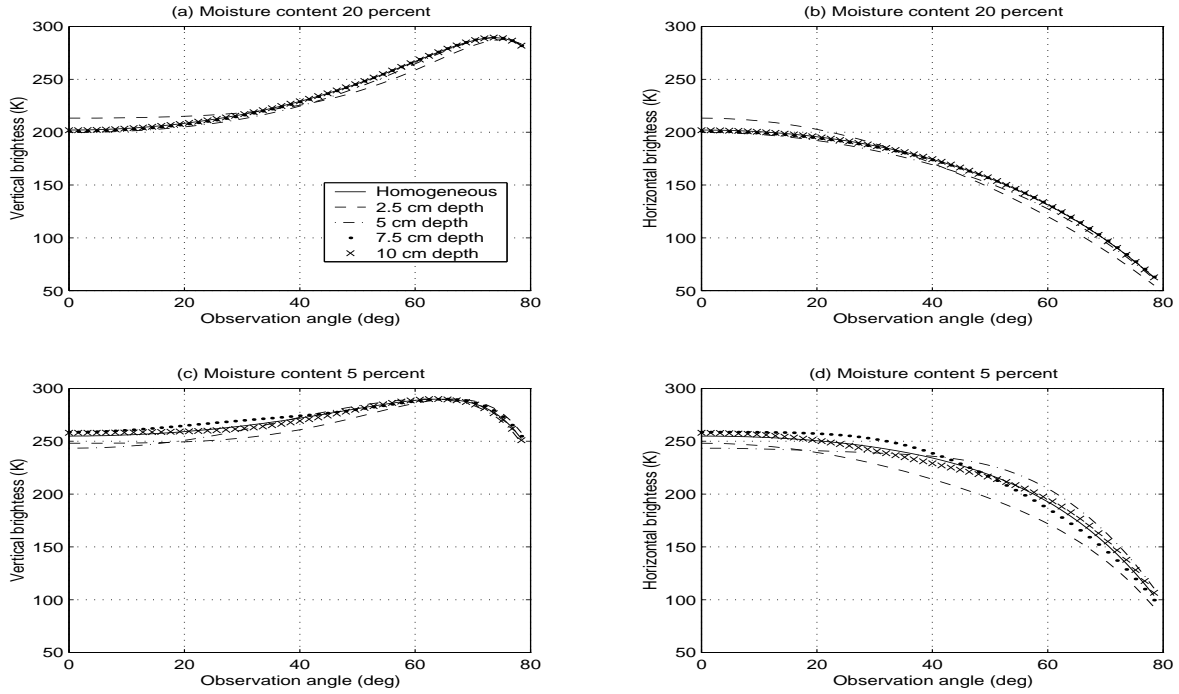 (a) Moisture content 20 percent
300
250
200
150
100
50
Vertical brightess (K)
Homogeneous
2.5 cm depth
5 cm depth
7.5 cm depth
10 cm depth
0 20 40 60 80
Observation angle (deg)
(b) Moisture content 20 percent
300
250
200
150
100
50
Horizontal brightess (K)
0 20 40 60 80
Observation angle (deg)
(c) Moisture content 5 percent
300
250
200
150
100
50
Vertical brightess (K)
0 20 40 60 80
Observation angle (deg)
(d) Moisture content 5 percent
300
250
200
150
100
50
Horizontal brightess (K)
0 20 40 60 80
Observation angle (deg)